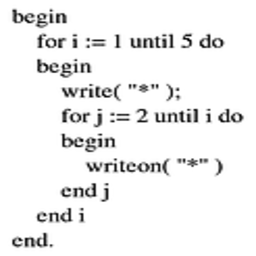 begin
for i := 1 until 5 do
begin
write( "*" );
for j := 2 until i do
begin
writeon( "*" )
end j
end i
end.